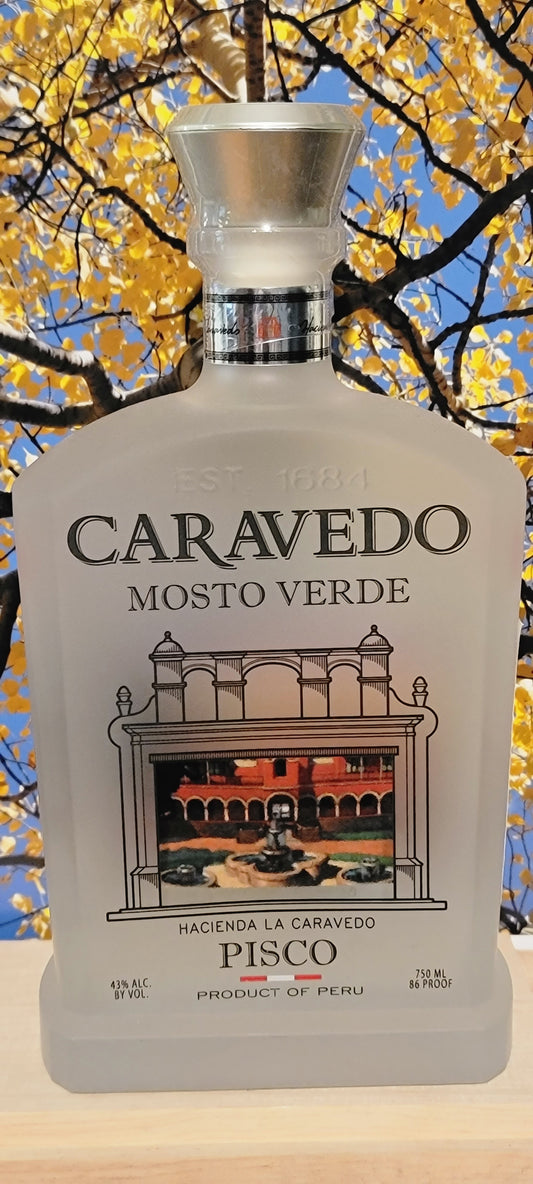 Caravedo
EST. 1684
CARAVEDO
MOSTO VERDE
HACIENDA LA CARAVEDO
PISCO
43% ALC.
BY VOL.
PRODUCT OF PERU
750 ML
86 PROOF